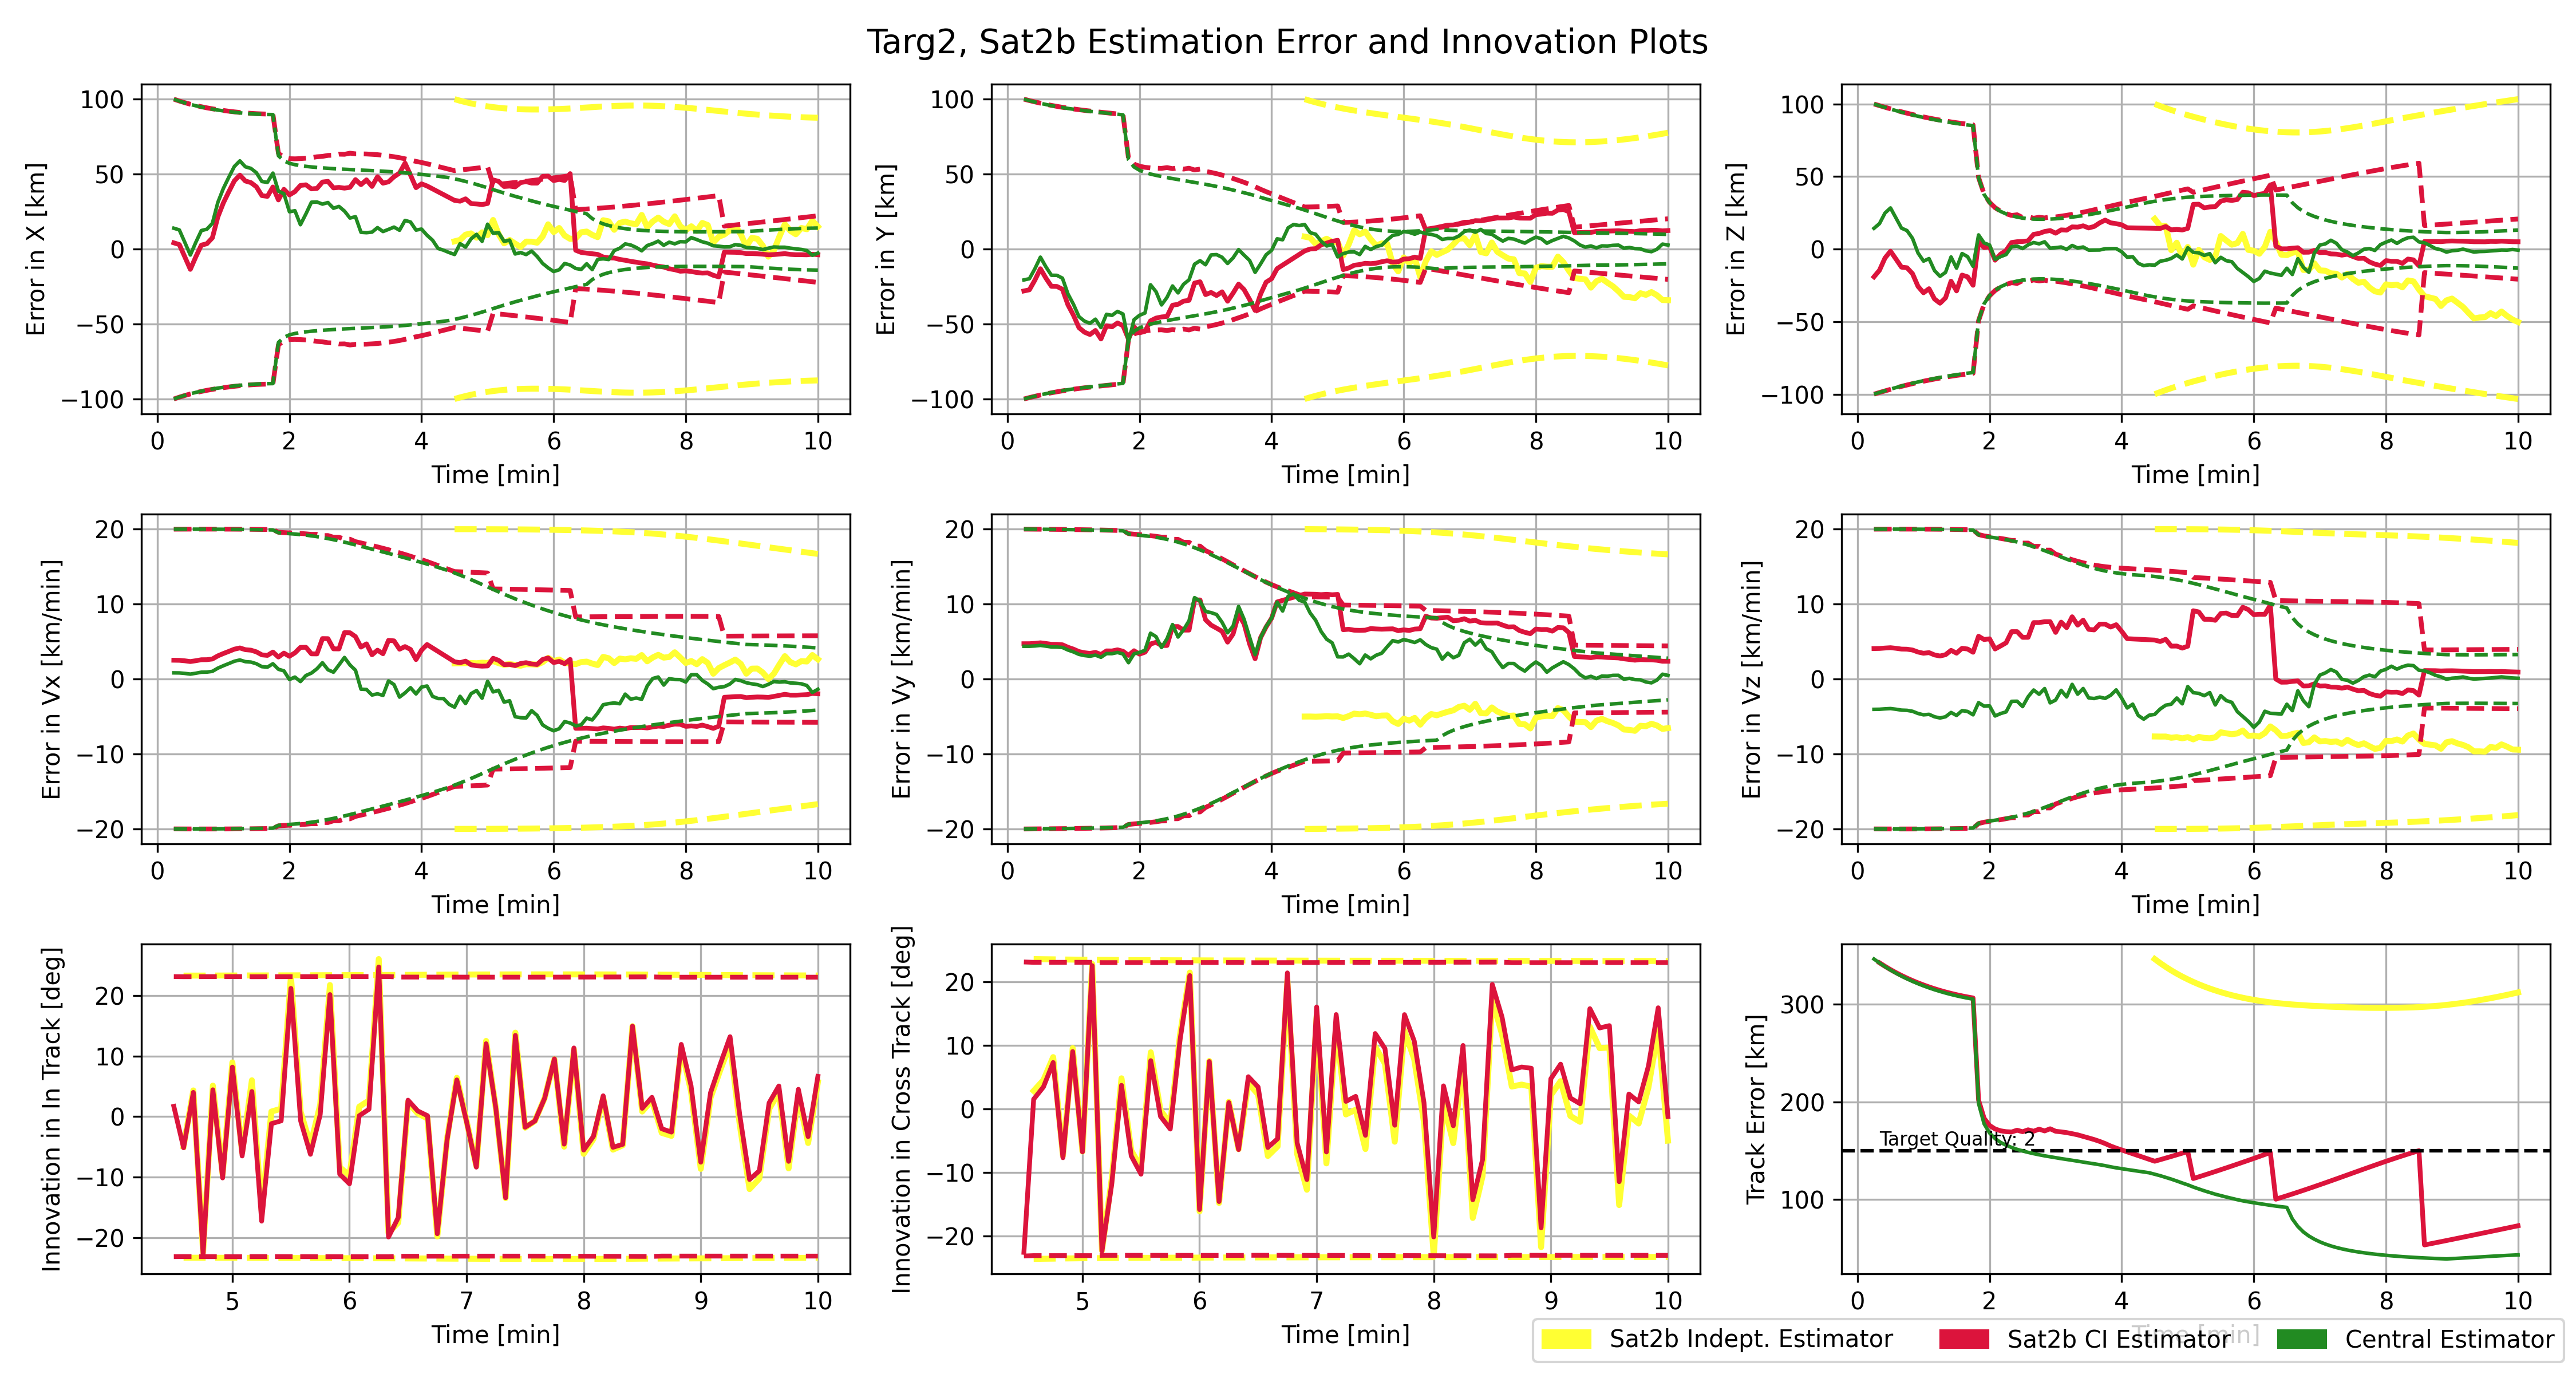 Targ2, Sat2b Estimation Error and Innovation Plots
Error in X [km]
100
50
0
−50
−100
0 2 4 6 8 10
Time [min]
Error in Y [km]
100
50
0
−50
−100
0 2 4 6 8 10
Time [min]
Error in Z [km]
100
50
0
−50
−100
0 2 4 6 8 10
Time [min]
Error in Vx [km/min]
20
10
0
−10
−20
0 2 4 6 8 10
Time [min]
Error in Vy [km/min]
20
10
0
−10
−20
0 2 4 6 8 10
Time [min]
Error in Vz [km/min]
20
10
0
−10
−20
0 2 4 6 8 10
Time [min]
Innovation in In Track [deg]
20
10
0
−10
−20
5 6 7 8 9 10
Time [min]
Innovation in Cross Track [deg]
20
10
0
−10
−20
5 6 7 8 9 10
Time [min]
Track Error [km]
300
200
100
Target Quality: 2
0 2 4 6 8 10
Time [min]
Sat2b Indept. Estimator Sat2b CI Estimator Central Estimator